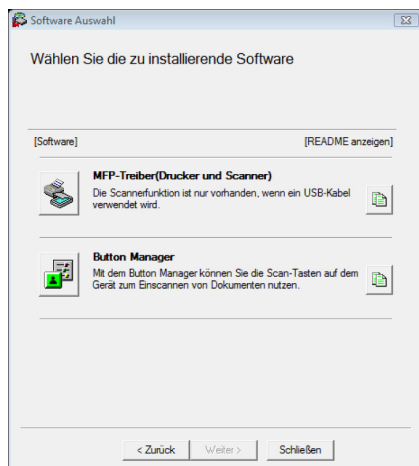 Software Auswahl
Wählen Sie die zu installierende Software
[Software] [README anzeigen]
MFP-Treiber(Drucker und Scanner)
Die Scannerfunktion ist nur vorhanden, wenn ein USB-Kabel
verwendet wird.
Button Manager
Mit dem Button Manager können Sie die Scan-Tasten auf dem
Gerät zum Einscannen von Dokumenten nutzen.
< Zurück Weiter > Schließen